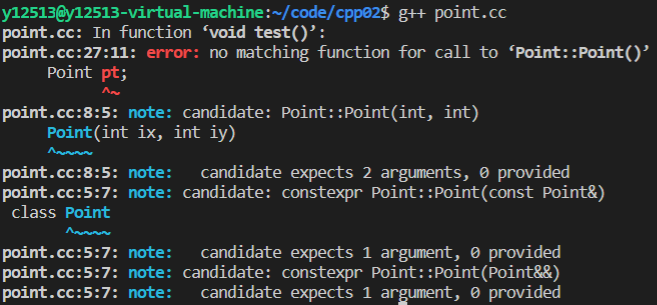 y12513@y12513-virtual-machine:~/code/cpp02$ g++ point.cc
point.cc: In function ‘void test()’:
point.cc:27:11: error: no matching function for call to ‘Point::Point()’
     Point pt;
           ^~
point.cc:8:5: note: candidate: Point::Point(int, int)
     Point(int ix, int iy)
     ^~~~~
point.cc:8:5: note:   candidate expects 2 arguments, 0 provided
point.cc:5:7: note: candidate: constexpr Point::Point(const Point&)
 class Point
       ^~~~~
point.cc:5:7: note:   candidate expects 1 argument, 0 provided
point.cc:5:7: note: candidate: constexpr Point::Point(Point&&)
point.cc:5:7: note:   candidate expects 1 argument, 0 provided